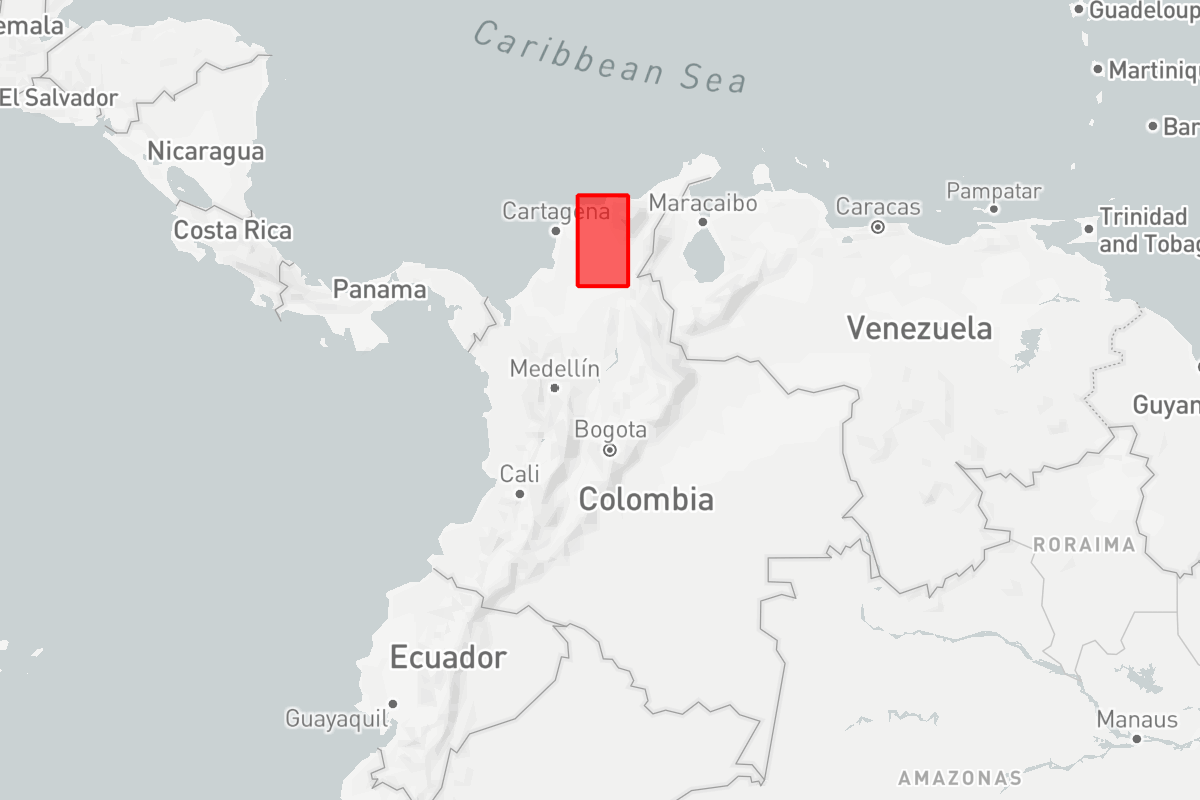 Guadeloup
emala
Caribbean Sea
Martiniqu
El Salvador
Bar
Nicaragua
Pampatar
Maracaibo
Cartagena
Caracas
Trinidad
and Tobag
Costa Rica
Panama
Venezuela
Medellín
Guyan
Bogota
Cali
Colombia
RORAIMA
Ecuador
Guayaquil
Manaus
AMAZONAS